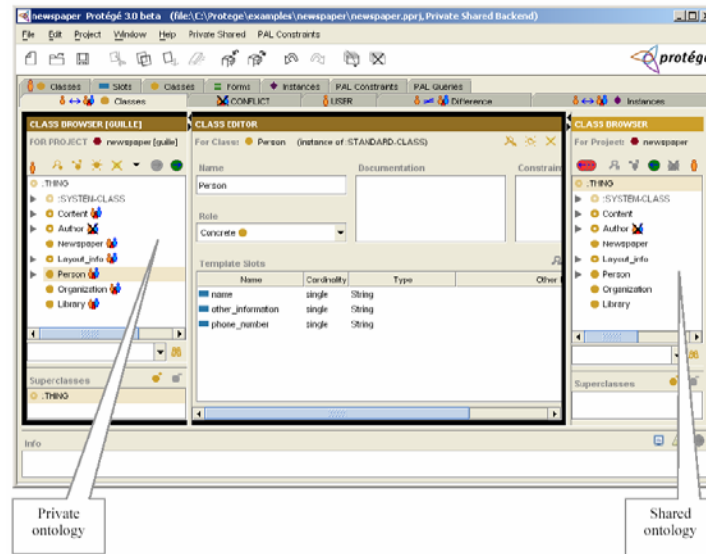 newspaper Protégé 3.0 beta (file:\C:\Protege\examples\newspaper\newspaper.pprj, Private Shared Backend)
File Edit Project Window Help Private Shared PAL Constraints
protégé
Classes Slots Classes Forms Instances PAL Constraints PAL Queries
Classes CONFLICT USER Difference Instances
CLASS BROWSER [GUILLE]
FOR PROJECT newspaper [guille]
:THING
:SYSTEM-CLASS
Content
Author
Newspaper
Layout_info
Person
Organization
Library
Superclasses
:THING
CLASS EDITOR
For Class: Person (instance of :STANDARD-CLASS)
Name Documentation Constrain
Person
Role
Concrete
Template Slots
Name Cardinality Type Other
name single String
other_information single String
phone_number single String
CLASS BROWSER
For Project: newspaper
:THING
:SYSTEM-CLASS
Content
Author
Newspaper
Layout_info
Person
Organization
Library
Superclasses
Info
Private
ontology
Shared
ontology